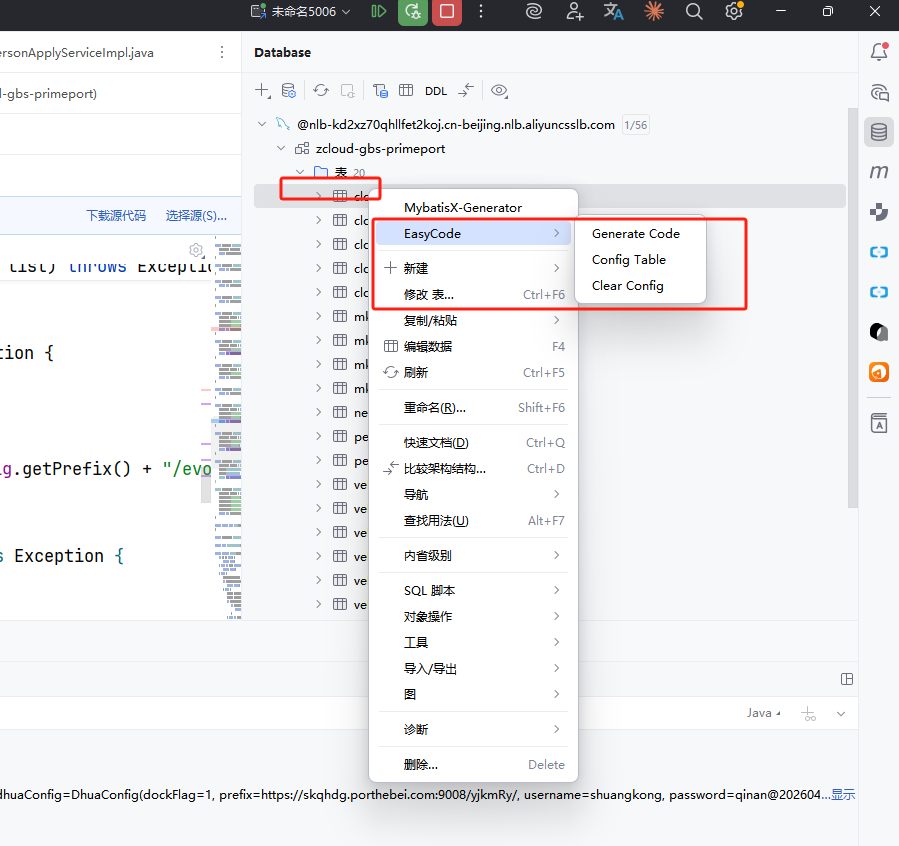 未命名5006
ersonApplyServiceImpl.java
Database
l-gbs-primeport)
DDL
@nlb-kd2xz70qhllfet2koj.cn-beijing.nlb.aliyuncsslb.com 1/56
zcloud-gbs-primeport
表 20
clo
clo
clo
clo
clo
mk
mk
mk
mk
ne
pe
pe
ve
ve
ve
ve
ve
ve
下载源代码 选择源(S)...
list) throws Exceptio
tion {
ig.getPrefix() + "/evo
s Exception {
MybatisX-Generator
EasyCode
Generate Code
Config Table
Clear Config
新建
修改 表... Ctrl+F6
复制/粘贴
编辑数据 F4
刷新 Ctrl+F5
重命名(R)... Shift+F6
快速文档(D) Ctrl+Q
比较架构结构... Ctrl+D
导航
查找用法(U) Alt+F7
内省级别
SQL 脚本
对象操作
工具
导入/导出
图
诊断
删除... Delete
Java
dhuaConfig=DhuaConfig(dockFlag=1, prefix=https://skqhdg.porthebei.com:9008/yjkmRy/, username=shuangkong, password=qinan@202604...显示